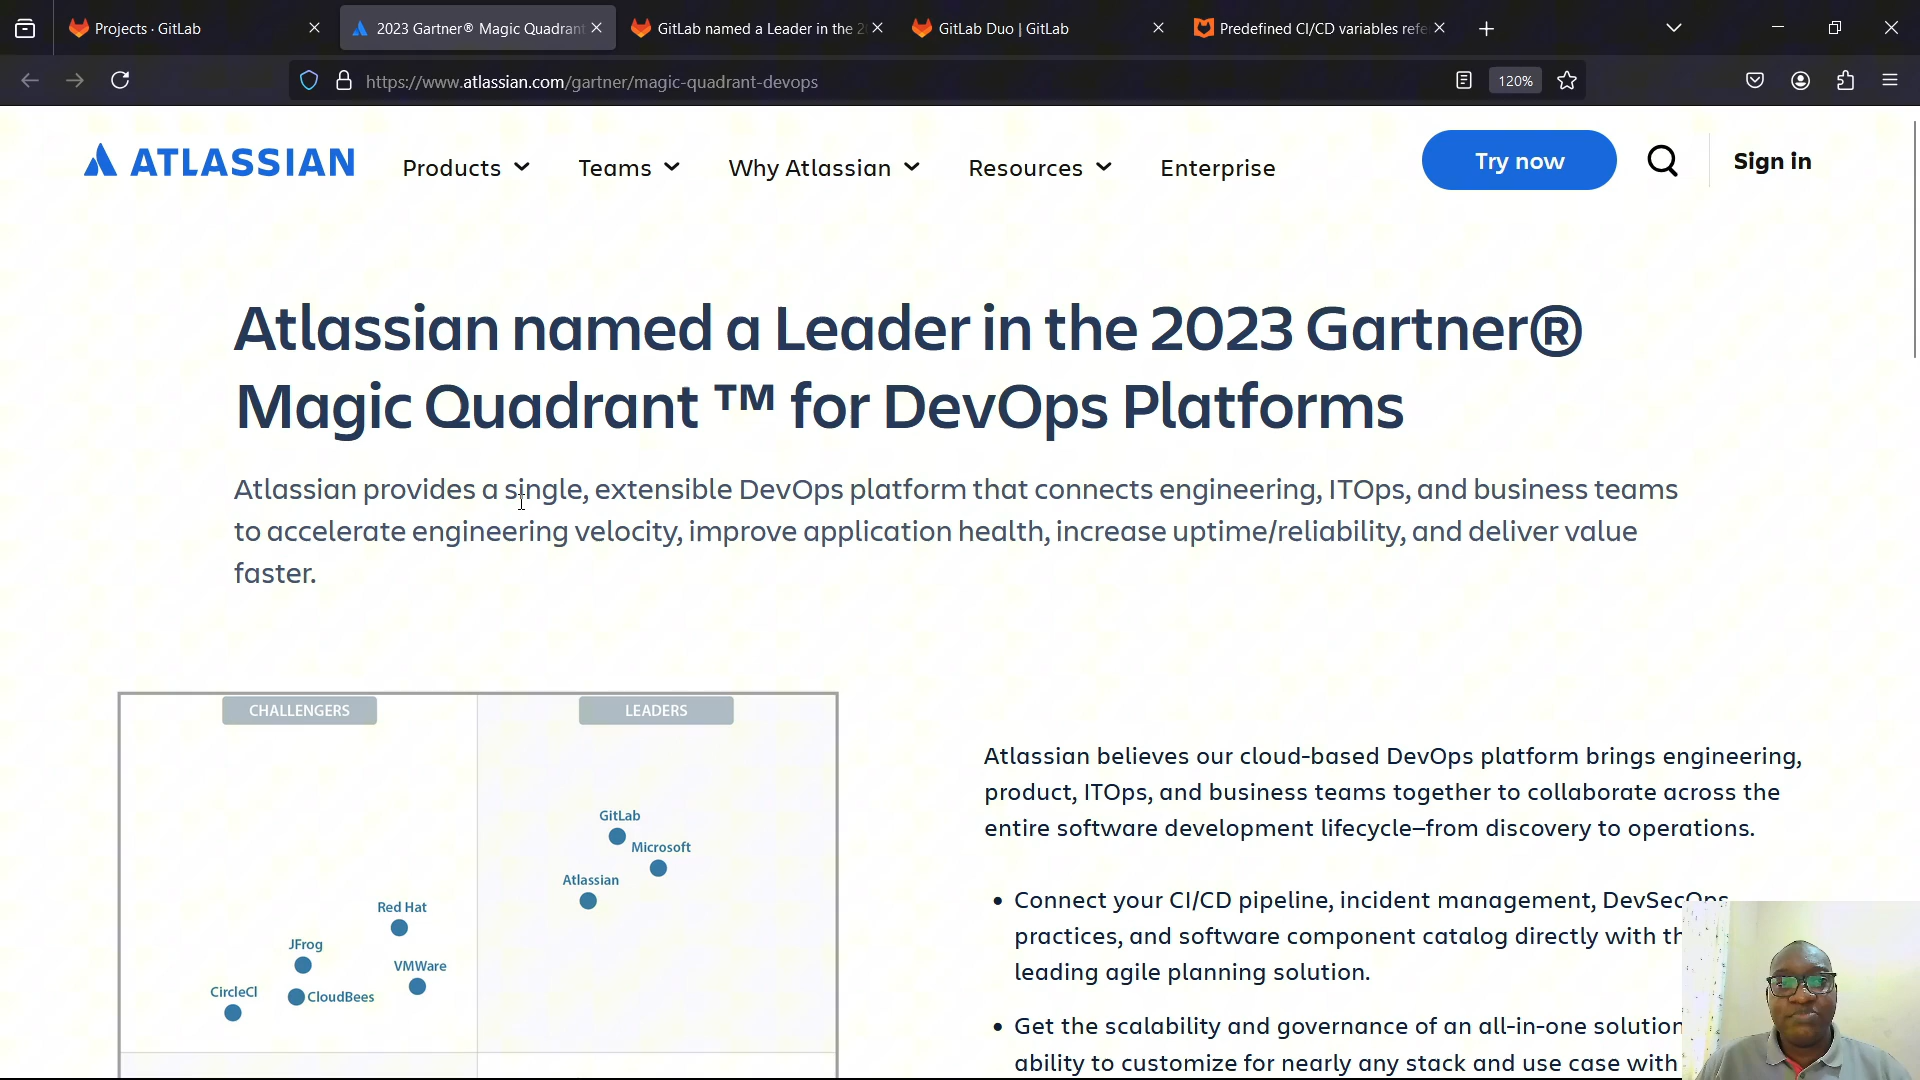 Projects · GitLab
2023 Gartner® Magic Quadrant
GitLab named a Leader in the 2
GitLab Duo | GitLab
Predefined CI/CD variables refe
https://www.atlassian.com/gartner/magic-quadrant-devops
120%
ATLASSIAN
Products
Teams
Why Atlassian
Resources
Enterprise
Try now
Sign in
Atlassian named a Leader in the 2023 Gartner®
Magic Quadrant ™ for DevOps Platforms
Atlassian provides a single, extensible DevOps platform that connects engineering, ITOps, and business teams
to accelerate engineering velocity, improve application health, increase uptime/reliability, and deliver value
faster.
CHALLENGERS
LEADERS
GitLab
Microsoft
Atlassian
Red Hat
JFrog
VMWare
CircleCI
CloudBees
Atlassian believes our cloud-based DevOps platform brings engineering,
product, ITOps, and business teams together to collaborate across the
entire software development lifecycle—from discovery to operations.
• Connect your CI/CD pipeline, incident management, DevSecOps
practices, and software component catalog directly with th
leading agile planning solution.
• Get the scalability and governance of an all-in-one solution
ability to customize for nearly any stack and use case with